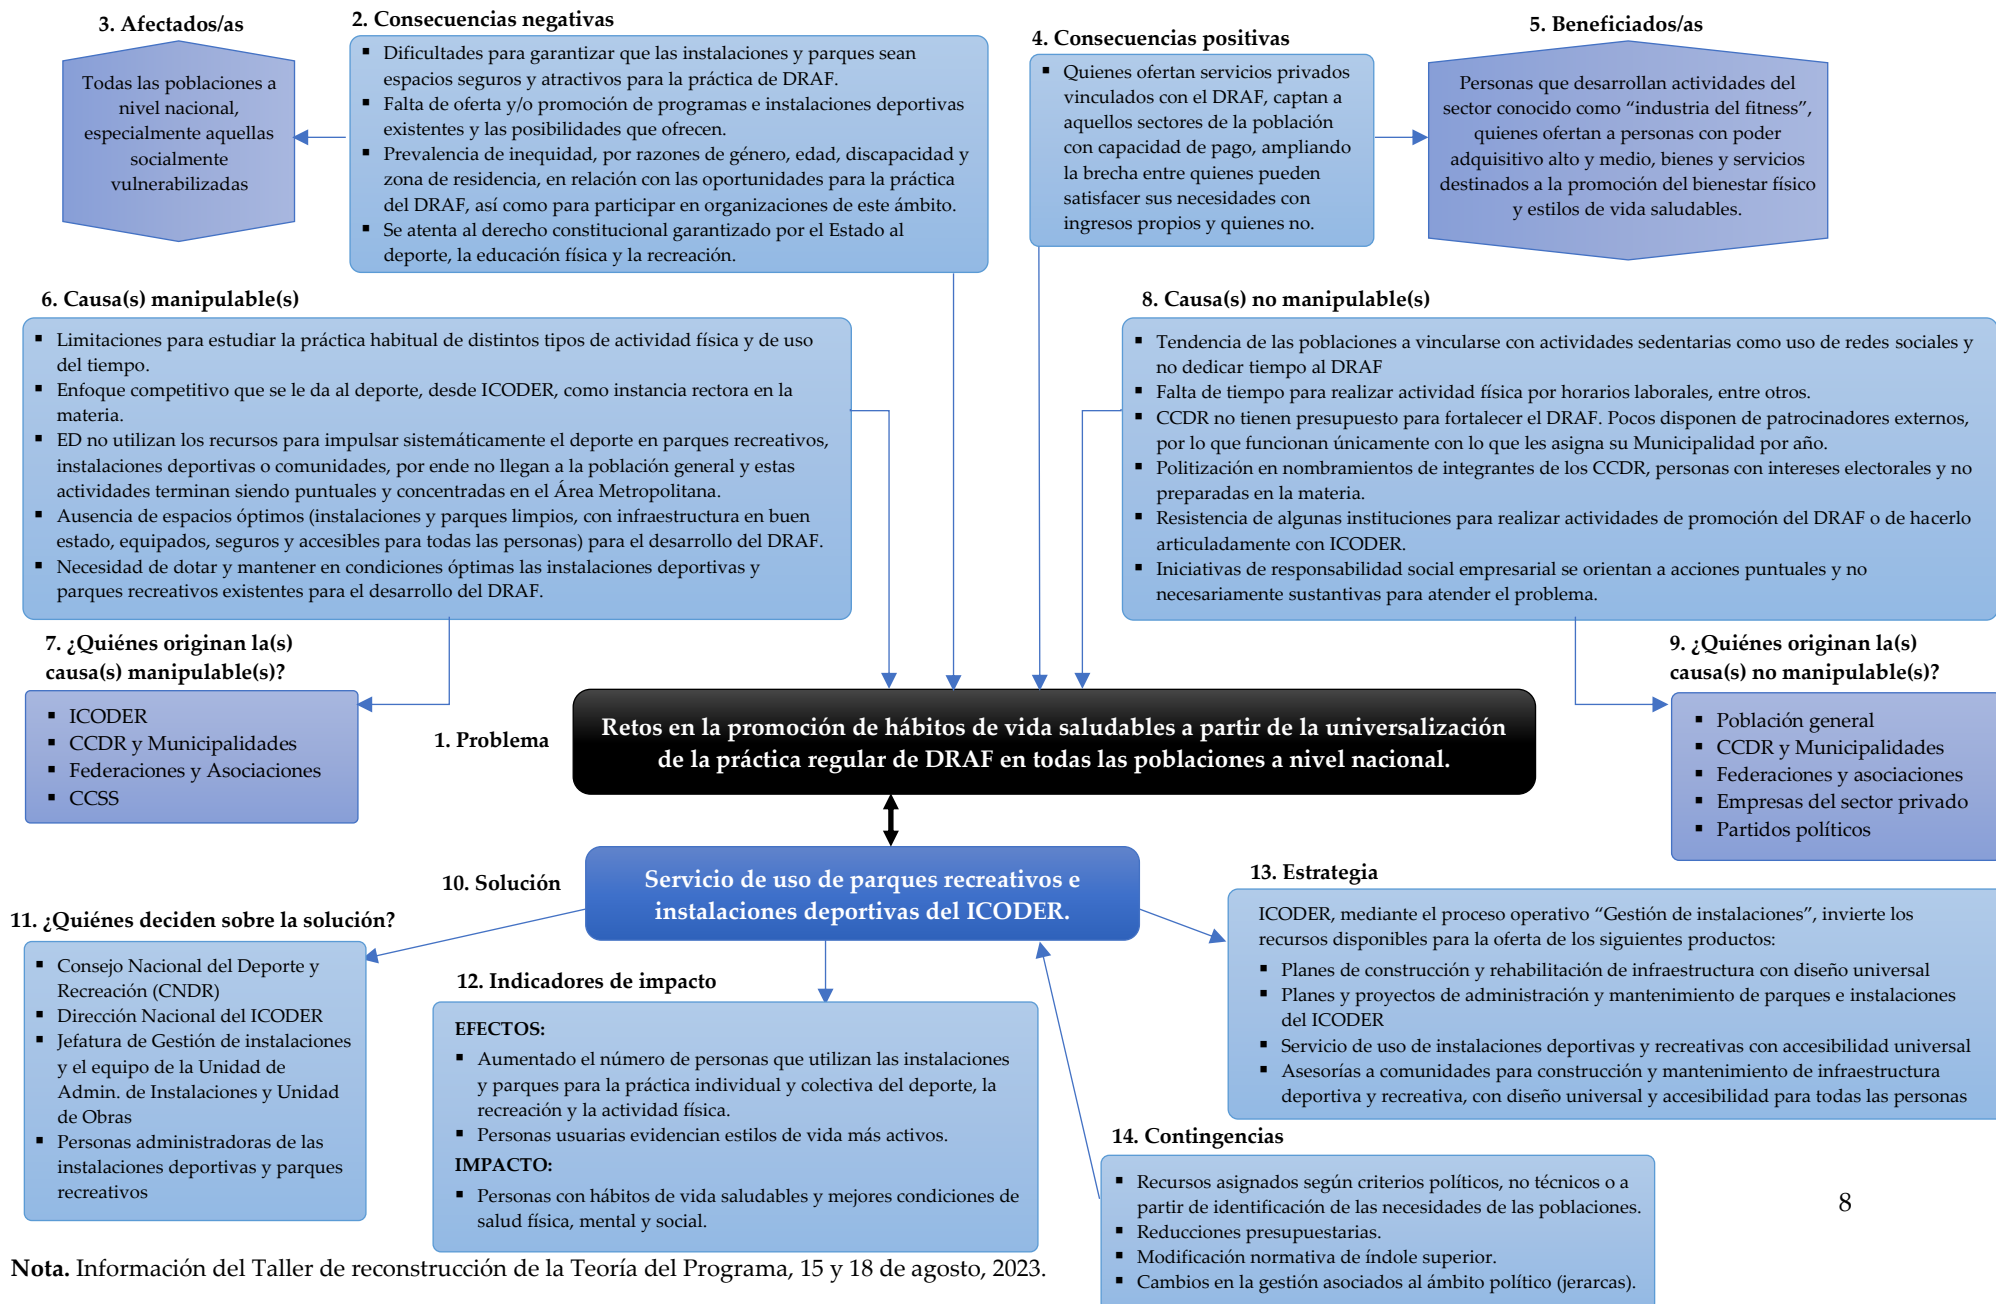 3. Afectados/as
Todas las poblaciones a
nivel nacional,
especialmente aquellas
socialmente
vulnerabilizadas
2. Consecuencias negativas
▪ Dificultades para garantizar que las instalaciones y parques sean
espacios seguros y atractivos para la práctica de DRAF.
▪ Falta de oferta y/o promoción de programas e instalaciones deportivas
existentes y las posibilidades que ofrecen.
▪ Prevalencia de inequidad, por razones de género, edad, discapacidad y
zona de residencia, en relación con las oportunidades para la práctica
del DRAF, así como para participar en organizaciones de este ámbito.
▪ Se atenta al derecho constitucional garantizado por el Estado al
deporte, la educación física y la recreación.
4. Consecuencias positivas
▪ Quienes ofertan servicios privados
vinculados con el DRAF, captan a
aquellos sectores de la población
con capacidad de pago, ampliando
la brecha entre quienes pueden
satisfacer sus necesidades con
ingresos propios y quienes no.
5. Beneficiados/as
Personas que desarrollan actividades del
sector conocido como “industria del fitness”,
quienes ofertan a personas con poder
adquisitivo alto y medio, bienes y servicios
destinados a la promoción del bienestar físico
y estilos de vida saludables.
6. Causa(s) manipulable(s)
▪ Limitaciones para estudiar la práctica habitual de distintos tipos de actividad física y de uso
del tiempo.
▪ Enfoque competitivo que se le da al deporte, desde ICODER, como instancia rectora en la
materia.
▪ ED no utilizan los recursos para impulsar sistemáticamente el deporte en parques recreativos,
instalaciones deportivas o comunidades, por ende no llegan a la población general y estas
actividades terminan siendo puntuales y concentradas en el Área Metropolitana.
▪ Ausencia de espacios óptimos (instalaciones y parques limpios, con infraestructura en buen
estado, equipados, seguros y accesibles para todas las personas) para el desarrollo del DRAF.
▪ Necesidad de dotar y mantener en condiciones óptimas las instalaciones deportivas y
parques recreativos existentes para el desarrollo del DRAF.
8. Causa(s) no manipulable(s)
▪ Tendencia de las poblaciones a vincularse con actividades sedentarias como uso de redes sociales y
no dedicar tiempo al DRAF
▪ Falta de tiempo para realizar actividad física por horarios laborales, entre otros.
▪ CCDR no tienen presupuesto para fortalecer el DRAF. Pocos disponen de patrocinadores externos,
por lo que funcionan únicamente con lo que les asigna su Municipalidad por año.
▪ Politización en nombramientos de integrantes de los CCDR, personas con intereses electorales y no
preparadas en la materia.
▪ Resistencia de algunas instituciones para realizar actividades de promoción del DRAF o de hacerlo
articuladamente con ICODER.
▪ Iniciativas de responsabilidad social empresarial se orientan a acciones puntuales y no
necesariamente sustantivas para atender el problema.
7. ¿Quiénes originan la(s)
causa(s) manipulable(s)?
▪ ICODER
▪ CCDR y Municipalidades
▪ Federaciones y Asociaciones
▪ CCSS
1. Problema
Retos en la promoción de hábitos de vida saludables a partir de la universalización
de la práctica regular de DRAF en todas las poblaciones a nivel nacional.
9. ¿Quiénes originan la(s)
causa(s) no manipulable(s)?
▪ Población general
▪ CCDR y Municipalidades
▪ Federaciones y asociaciones
▪ Empresas del sector privado
▪ Partidos políticos
10. Solución
Servicio de uso de parques recreativos e
instalaciones deportivas del ICODER.
11. ¿Quiénes deciden sobre la solución?
▪ Consejo Nacional del Deporte y
Recreación (CNDR)
▪ Dirección Nacional del ICODER
▪ Jefatura de Gestión de instalaciones
y el equipo de la Unidad de
Admin. de Instalaciones y Unidad
de Obras
▪ Personas administradoras de las
instalaciones deportivas y parques
recreativos
12. Indicadores de impacto
EFECTOS:
▪ Aumentado el número de personas que utilizan las instalaciones
y parques para la práctica individual y colectiva del deporte, la
recreación y la actividad física.
▪ Personas usuarias evidencian estilos de vida más activos.
IMPACTO:
▪ Personas con hábitos de vida saludables y mejores condiciones de
salud física, mental y social.
13. Estrategia
ICODER, mediante el proceso operativo “Gestión de instalaciones”, invierte los
recursos disponibles para la oferta de los siguientes productos:
▪ Planes de construcción y rehabilitación de infraestructura con diseño universal
▪ Planes y proyectos de administración y mantenimiento de parques e instalaciones
del ICODER
▪ Servicio de uso de instalaciones deportivas y recreativas con accesibilidad universal
▪ Asesorías a comunidades para construcción y mantenimiento de infraestructura
deportiva y recreativa, con diseño universal y accesibilidad para todas las personas
14. Contingencias
▪ Recursos asignados según criterios políticos, no técnicos o a
partir de identificación de las necesidades de las poblaciones.
▪ Reducciones presupuestarias.
▪ Modificación normativa de índole superior.
▪ Cambios en la gestión asociados al ámbito político (jerarcas).
8
Nota. Información del Taller de reconstrucción de la Teoría del Programa, 15 y 18 de agosto, 2023.